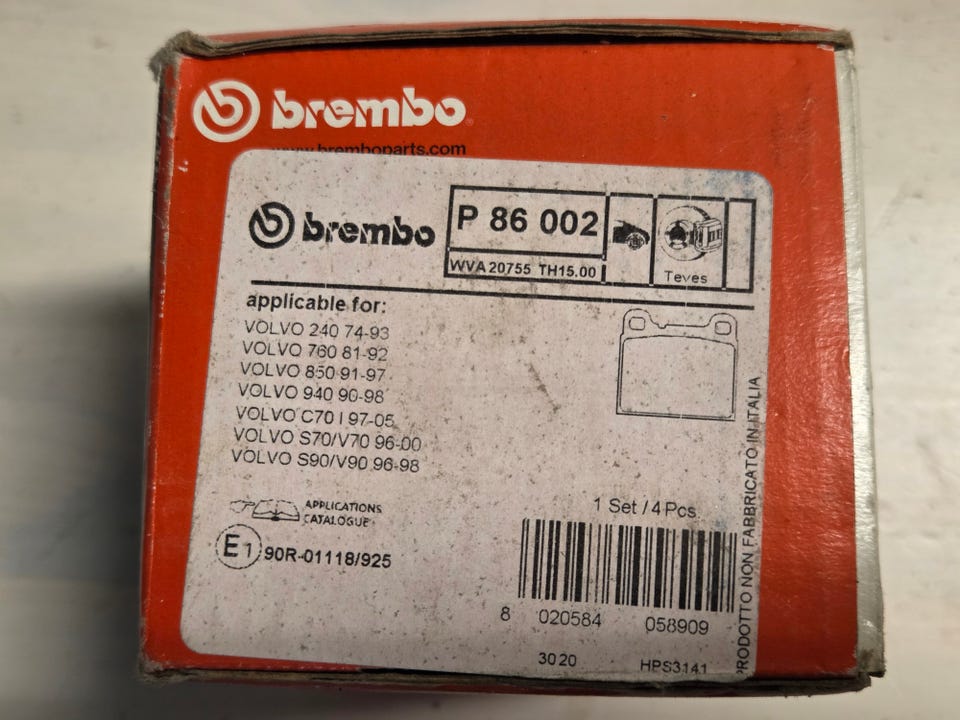 brembo
www.bremboparts.com
brembo
P 86 002
WVA 20755 TH15.00
Teves
applicable for:
VOLVO 240 74-93
VOLVO 760 81-92
VOLVO 850 91-97
VOLVO 940 90-98
VOLVO C70 I 97-05
VOLVO S70/V70 96-00
VOLVO S90/V90 96-98
APPLICATIONS
CATALOGUE
E1 90R-01118/925
1 Set / 4 Pcs.
8 020584 058909
3020 HPS3141
PRODOTTO NON FABBRICATO IN ITALIA